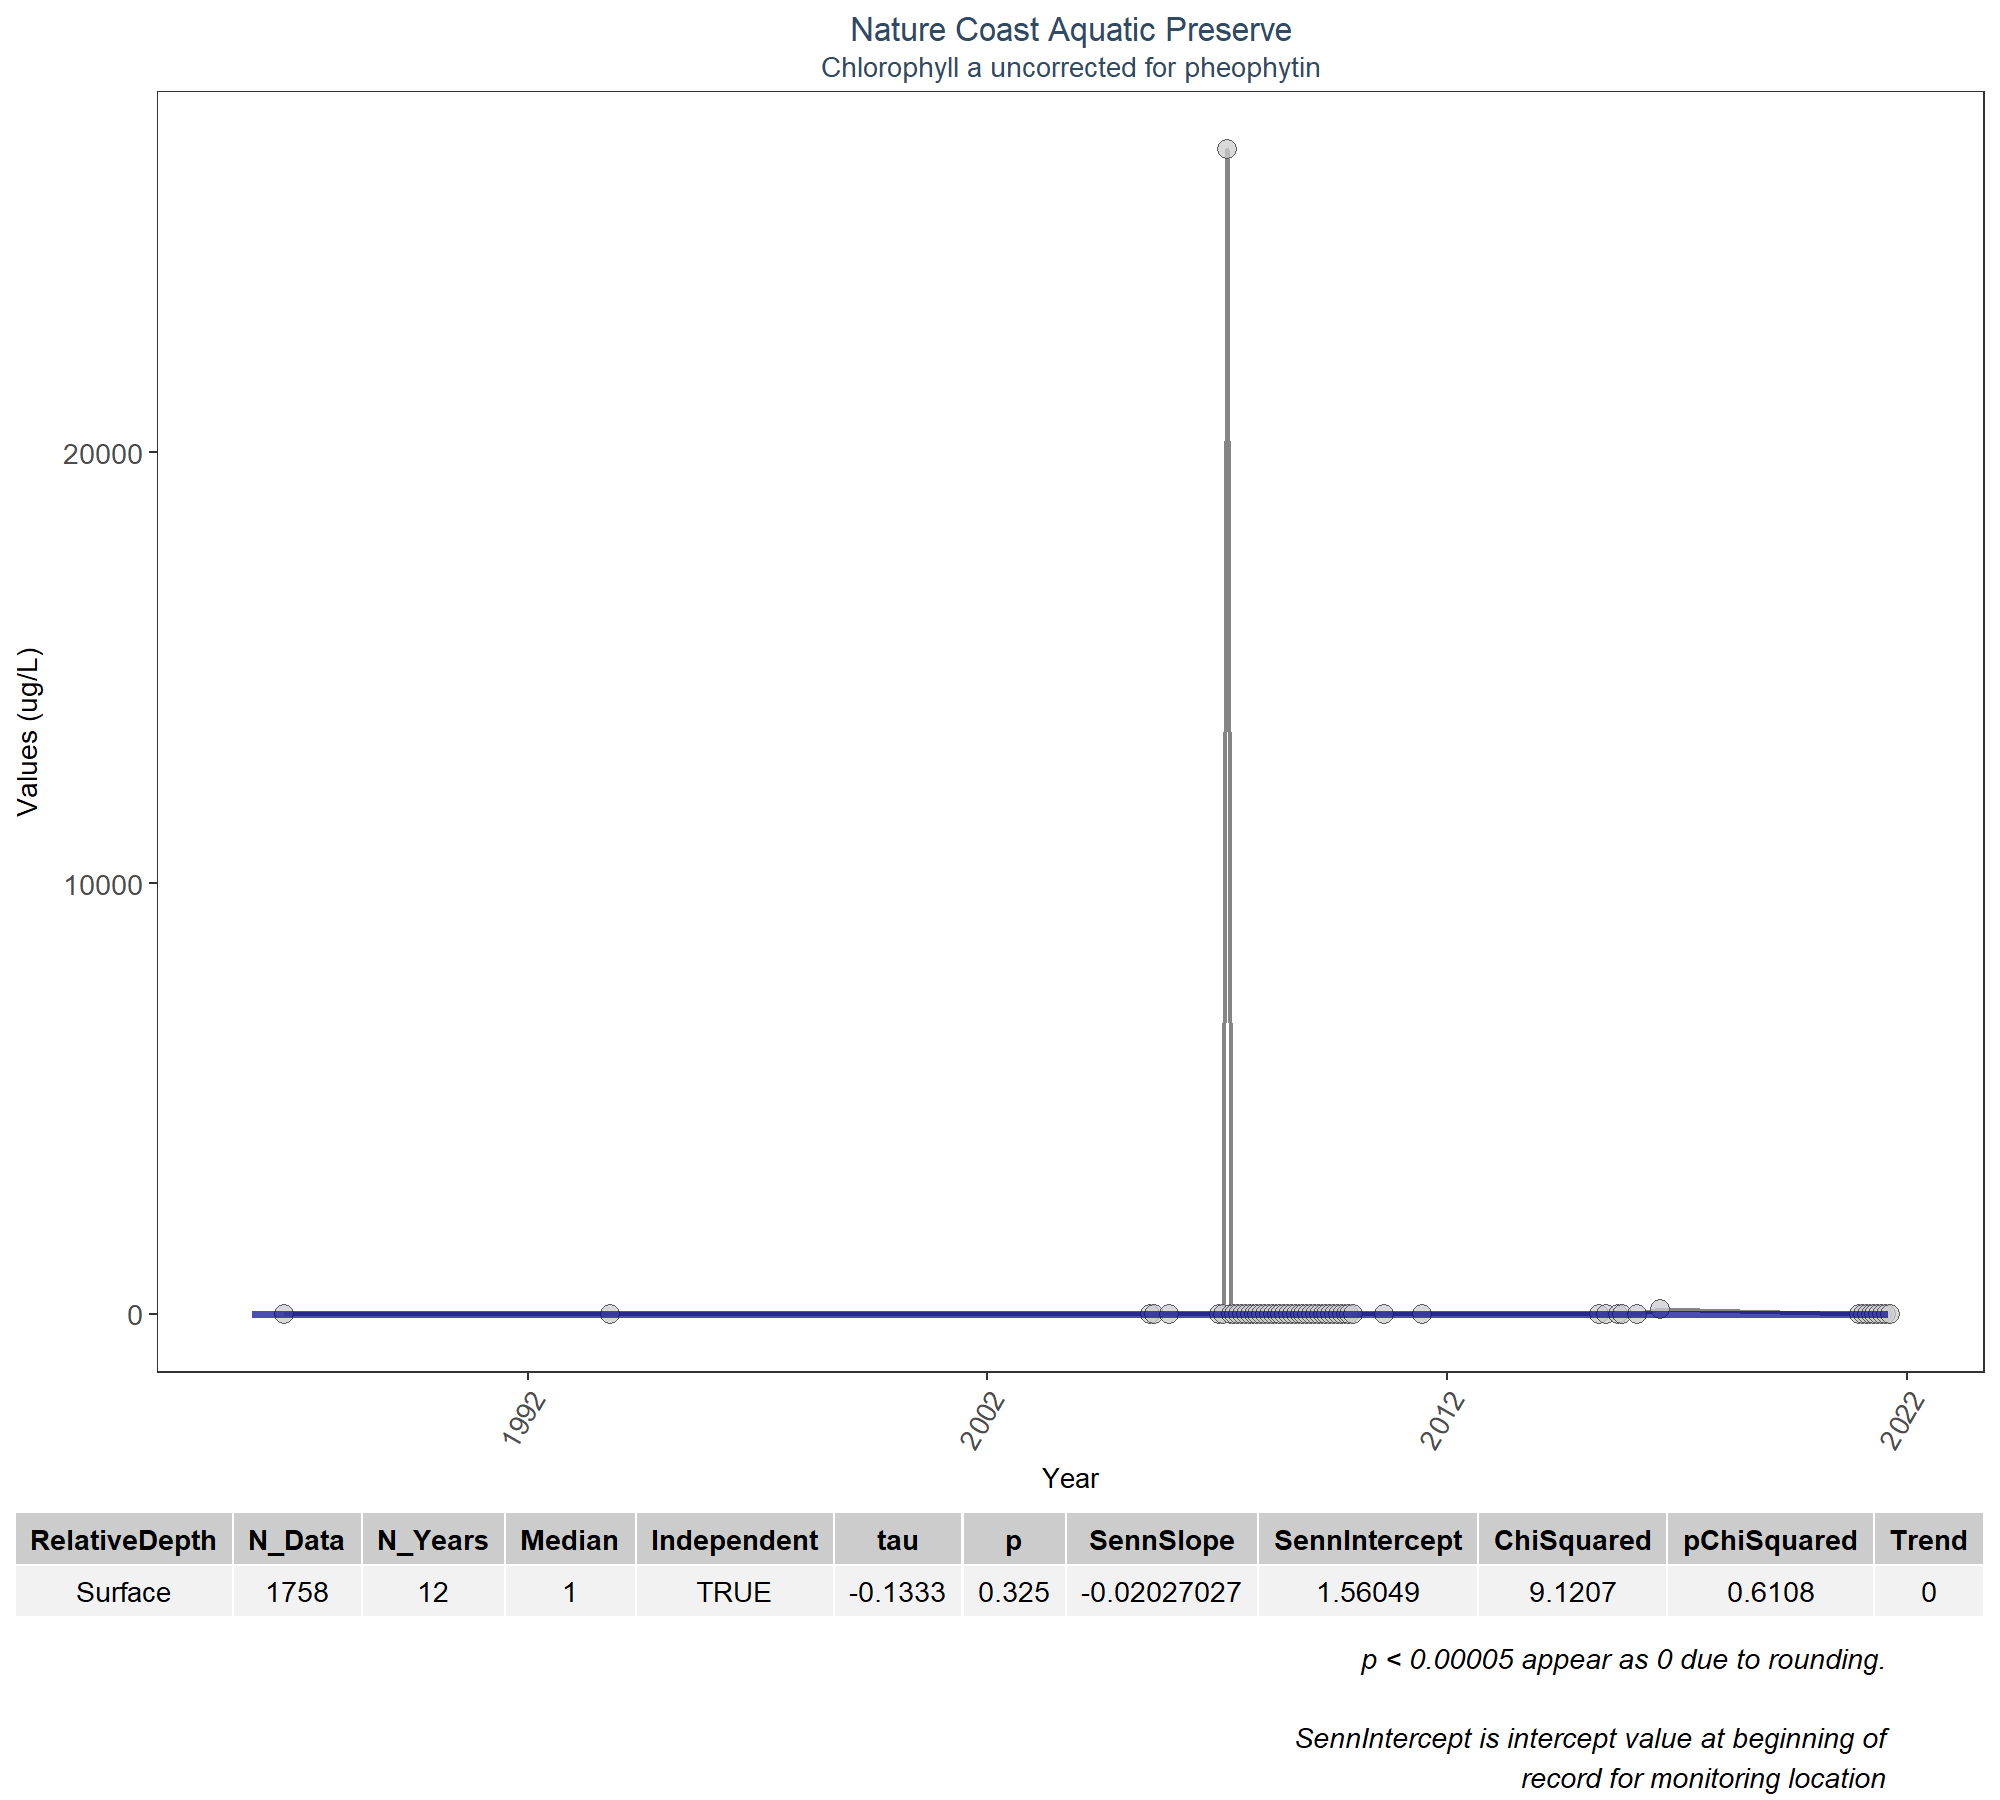 Nature Coast Aquatic Preserve
Chlorophyll a uncorrected for pheophytin
Values (ug/L)
20000
10000
0
1992
2002
2012
2022
Year
RelativeDepth N_Data N_Years Median Independent tau p SennSlope SennIntercept ChiSquared pChiSquared Trend
Surface 1758 12 1 TRUE -0.1333 0.325 -0.02027027 1.56049 9.1207 0.6108 0
p < 0.00005 appear as 0 due to rounding.
SennIntercept is intercept value at beginning of
record for monitoring location